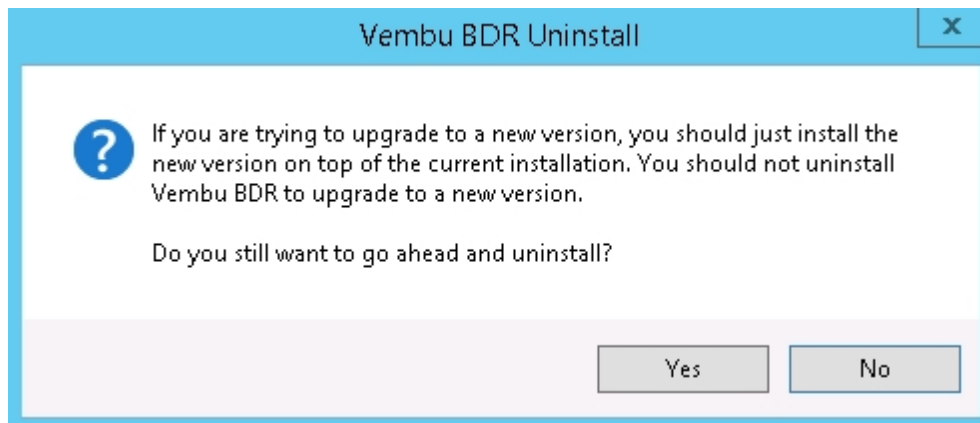 Vembu BDR Uninstall
x
?
If you are trying to upgrade to a new version, you should just install the
new version on top of the current installation. You should not uninstall
Vembu BDR to upgrade to a new version.
Do you still want to go ahead and uninstall?
Yes
No